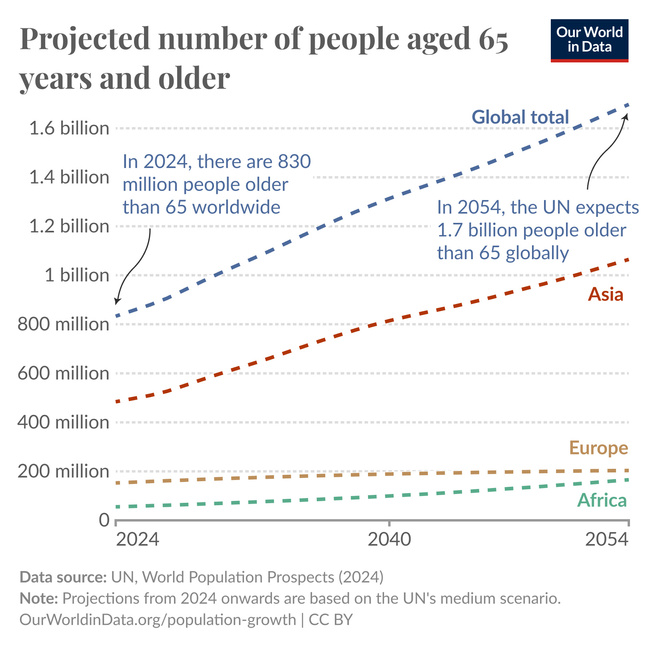 Projected number of people aged 65
years and older
Our World
in Data
Global total
1.6 billion
In 2024, there are 830
million people older
than 65 worldwide
1.4 billion
In 2054, the UN expects
1.7 billion people older
than 65 globally
1.2 billion
1 billion
Asia
800 million
600 million
400 million
Europe
200 million
Africa
0
2024
2040
2054
Data source: UN, World Population Prospects (2024)
Note: Projections from 2024 onwards are based on the UN's medium scenario.
OurWorldinData.org/population-growth | CC BY